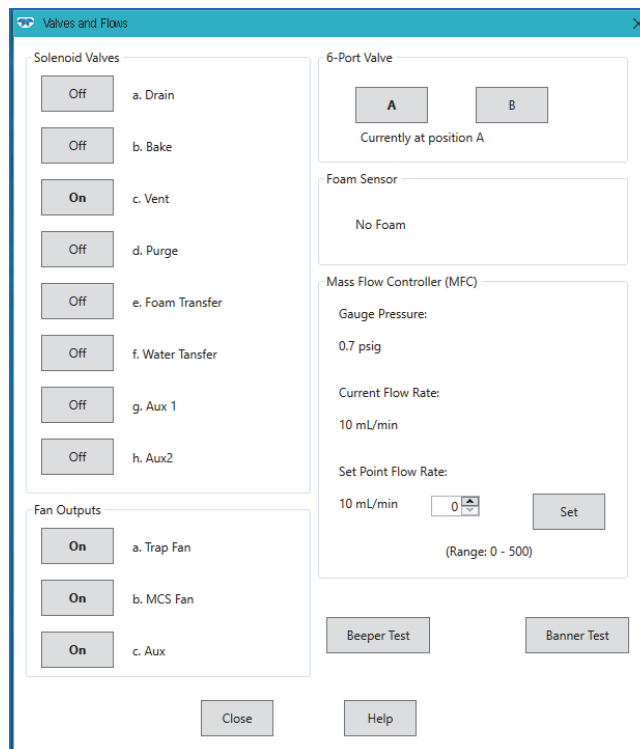 Valves and Flows
Solenoid Valves
Off a. Drain
Off b. Bake
On c. Vent
Off d. Purge
Off e. Foam Transfer
Off f. Water Tansfer
Off g. Aux 1
Off h. Aux2
Fan Outputs
On a. Trap Fan
On b. MCS Fan
On c. Aux
6-Port Valve
A B
Currently at position A
Foam Sensor
No Foam
Mass Flow Controller (MFC)
Gauge Pressure:
0.7 psig
Current Flow Rate:
10 mL/min
Set Point Flow Rate:
10 mL/min 0 Set
(Range: 0 - 500)
Beeper Test Banner Test
Close Help